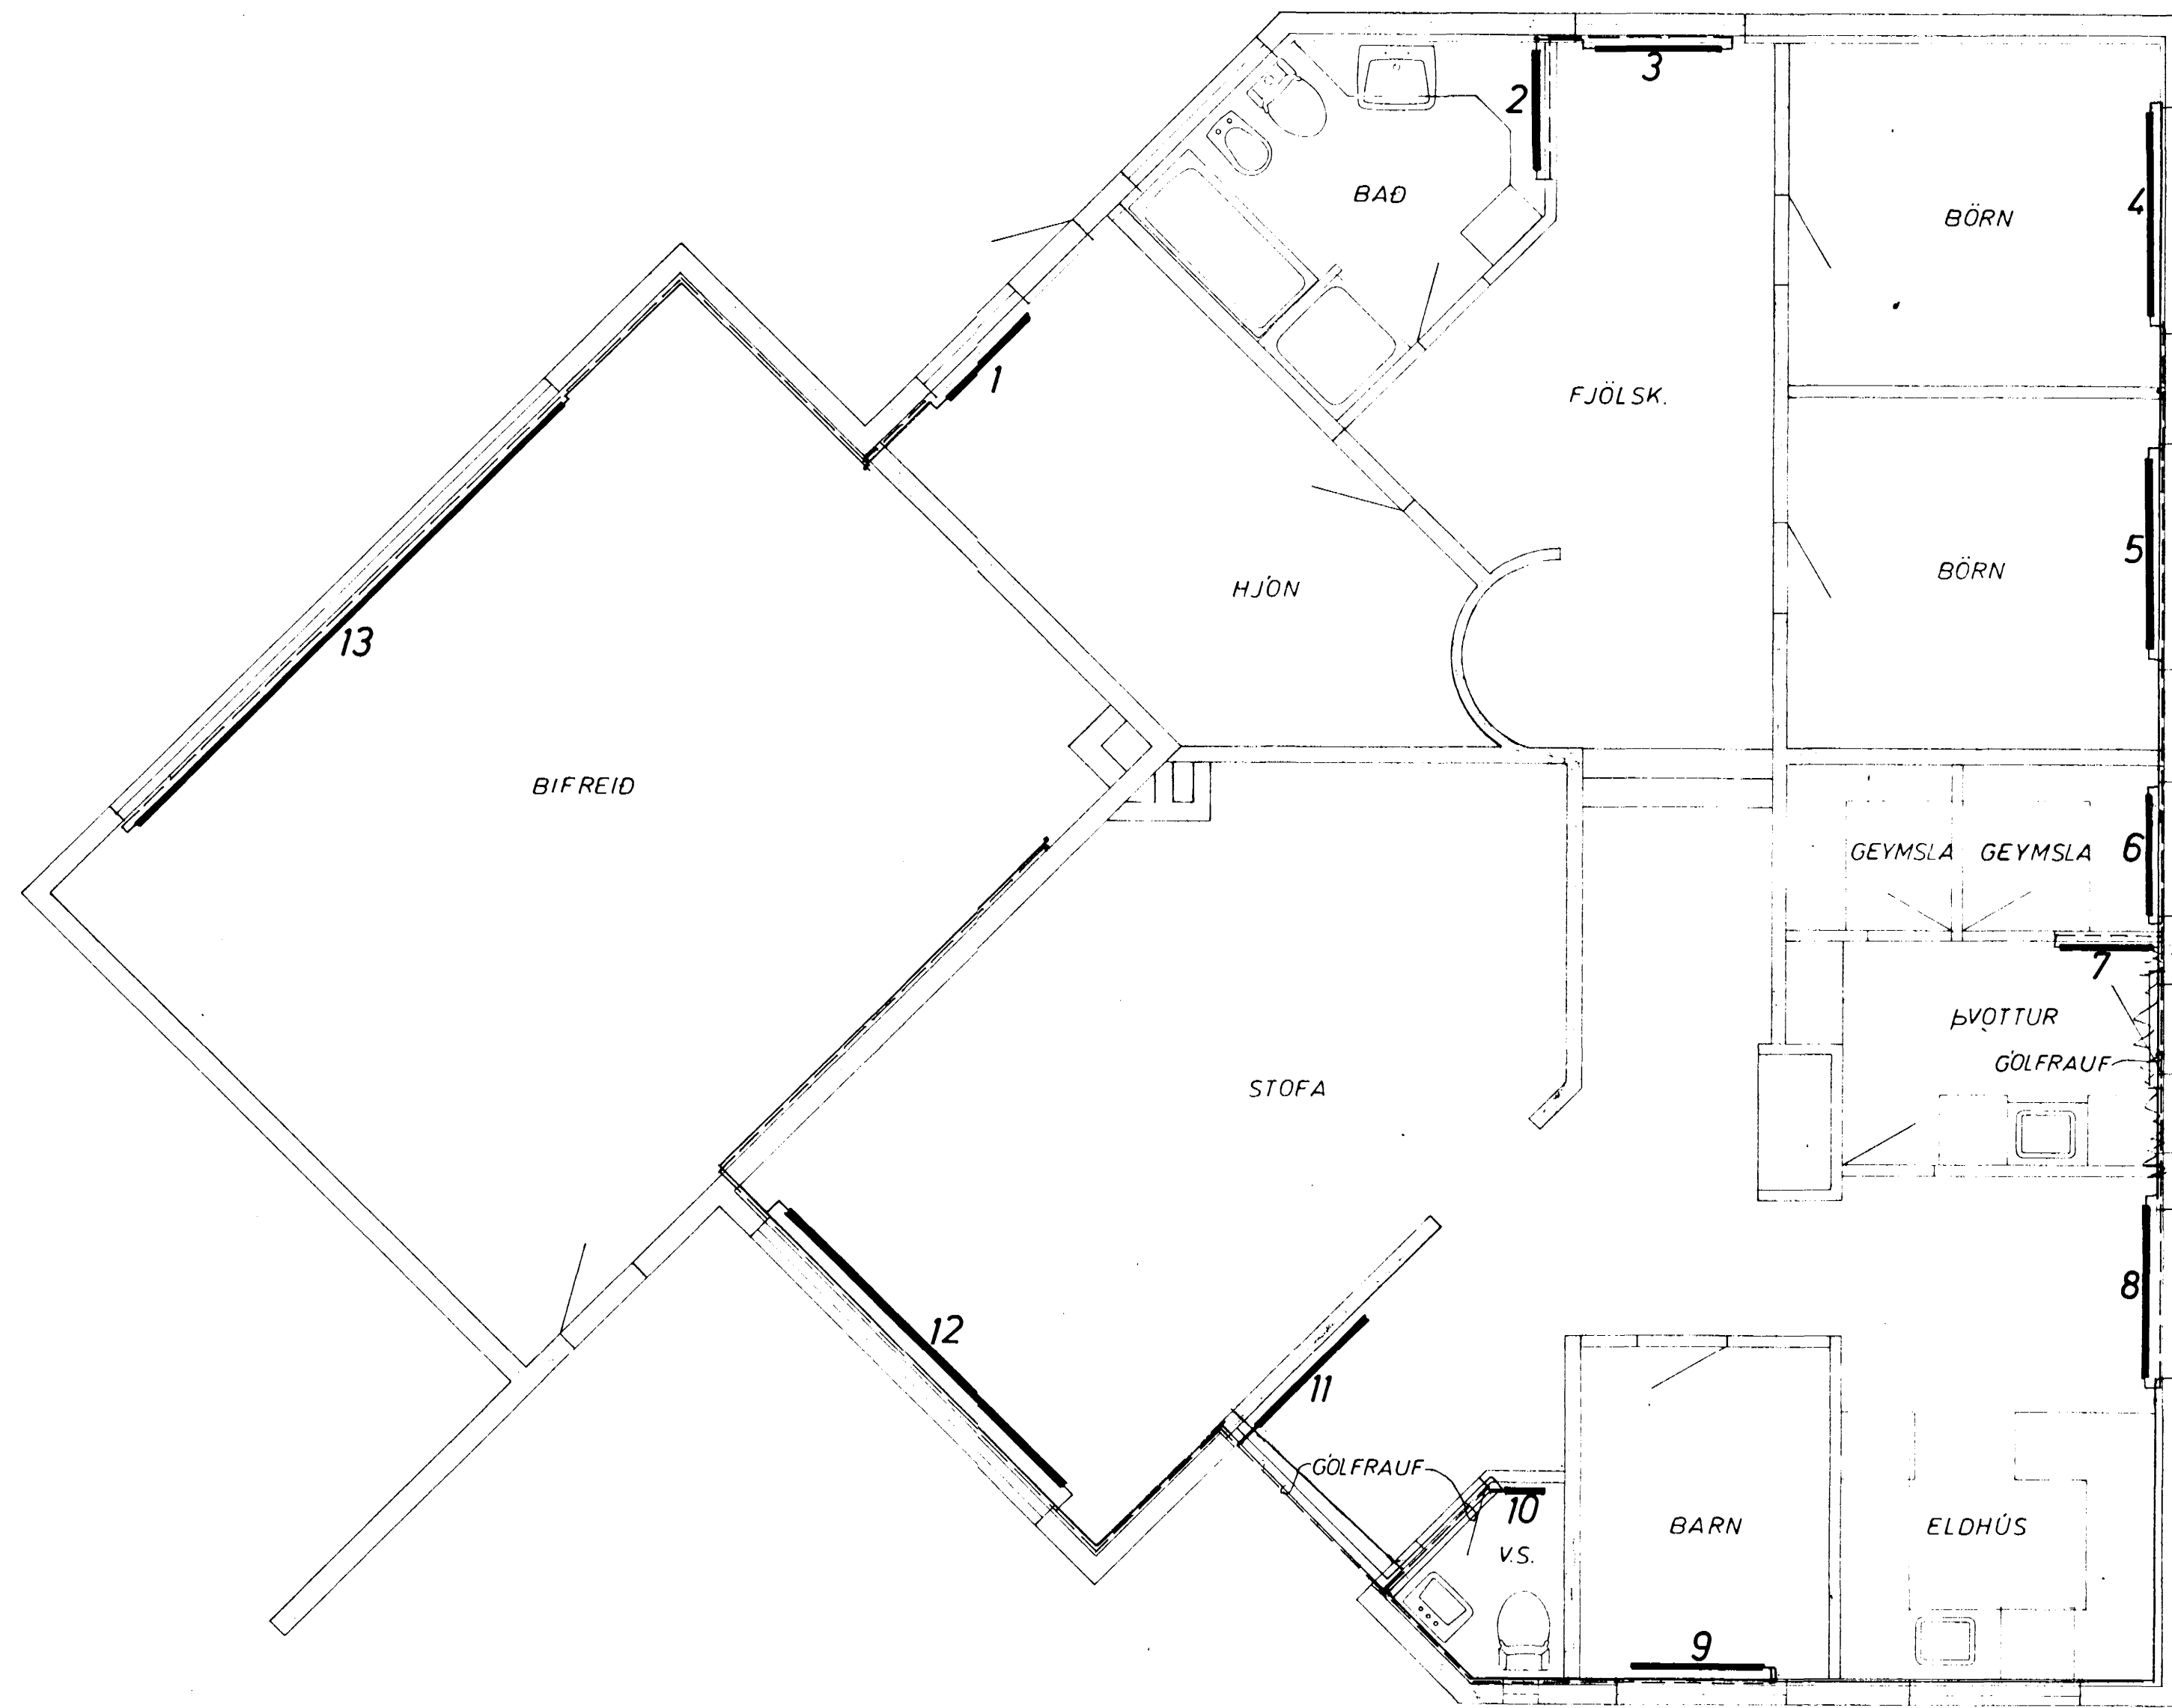 3
2
BAÐ
4
BÖRN
1
FJÖLSK.
5
BÖRN
HJÓN
13
BIFREIÐ
GEYMSLA
GEYMSLA
6
7
ÞVOTTUR
GÓLFRAUF
STOFA
8
12
11
GÓLFRAUF
10
V.S.
BARN
ELDHÚS
9